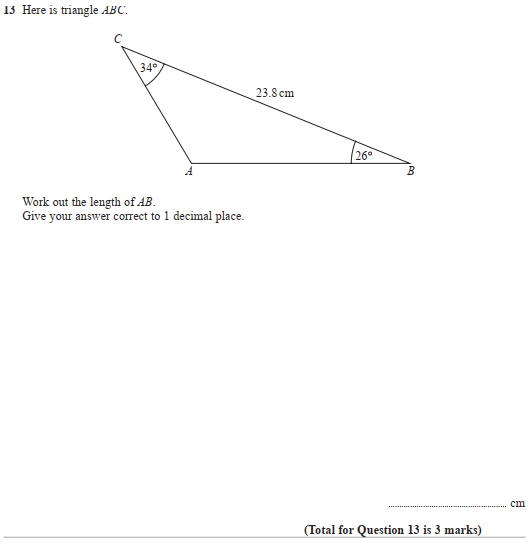 13 Here is triangle ABC.
C
34°
23.8 cm
26°
A
B
Work out the length of AB.
Give your answer correct to 1 decimal place.
cm
(Total for Question 13 is 3 marks)